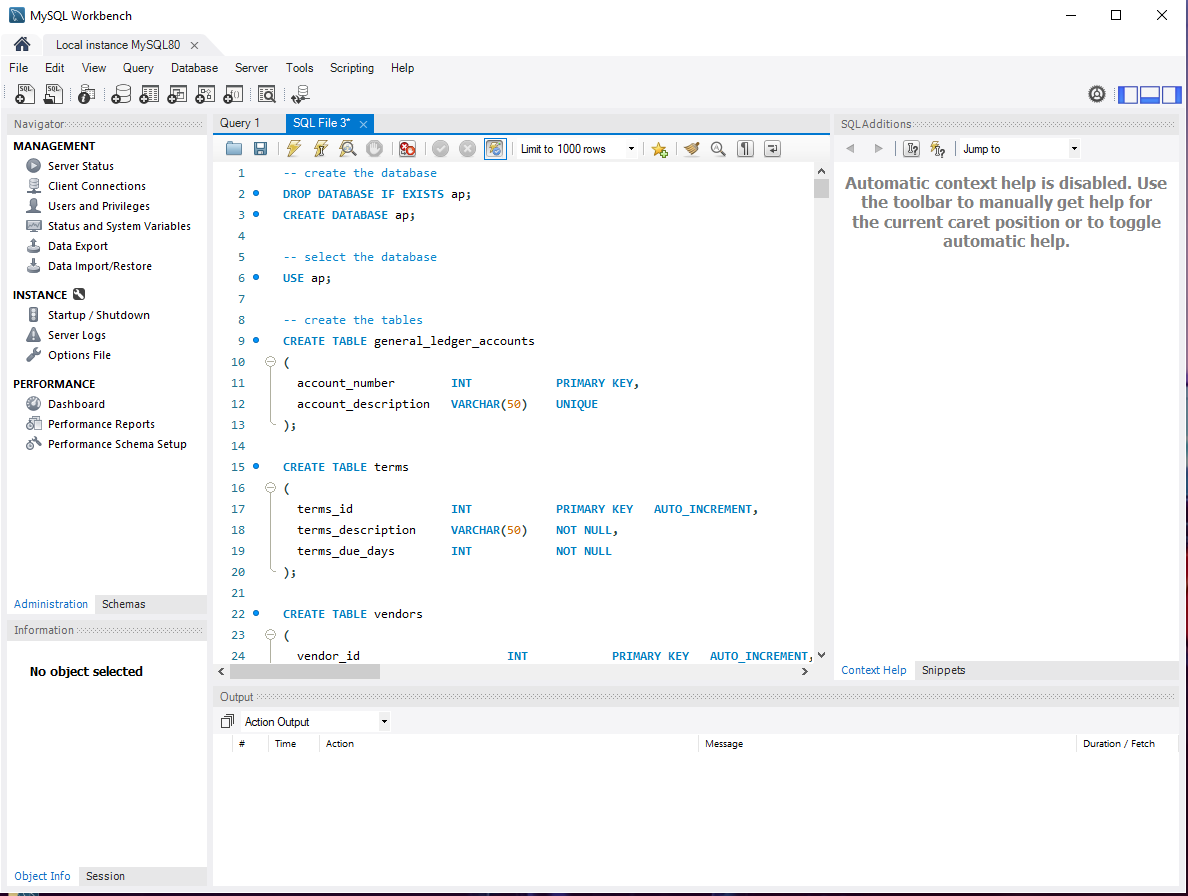 MySQL Workbench
Local instance MySQL80
File Edit View Query Database Server Tools Scripting Help
Navigator
MANAGEMENT
Server Status
Client Connections
Users and Privileges
Status and System Variables
Data Export
Data Import/Restore
INSTANCE
Startup / Shutdown
Server Logs
Options File
PERFORMANCE
Dashboard
Performance Reports
Performance Schema Setup
Administration Schemas
Information
No object selected
Object Info Session
Query 1 SQL File 3*
Limit to 1000 rows
1 -- create the database
2 DROP DATABASE IF EXISTS ap;
3 CREATE DATABASE ap;
4
5 -- select the database
6 USE ap;
7
8 -- create the tables
9 CREATE TABLE general_ledger_accounts
10 (
11 account_number INT PRIMARY KEY,
12 account_description VARCHAR(50) UNIQUE
13 );
14
15 CREATE TABLE terms
16 (
17 terms_id INT PRIMARY KEY AUTO_INCREMENT,
18 terms_description VARCHAR(50) NOT NULL,
19 terms_due_days INT NOT NULL
20 );
21
22 CREATE TABLE vendors
23 (
24 vendor_id INT PRIMARY KEY AUTO_INCREMENT,
SQLAdditions
Jump to
Automatic context help is disabled. Use
the toolbar to manually get help for
the current caret position or to toggle
automatic help.
Context Help Snippets
Output
Action Output
# Time Action Message Duration / Fetch